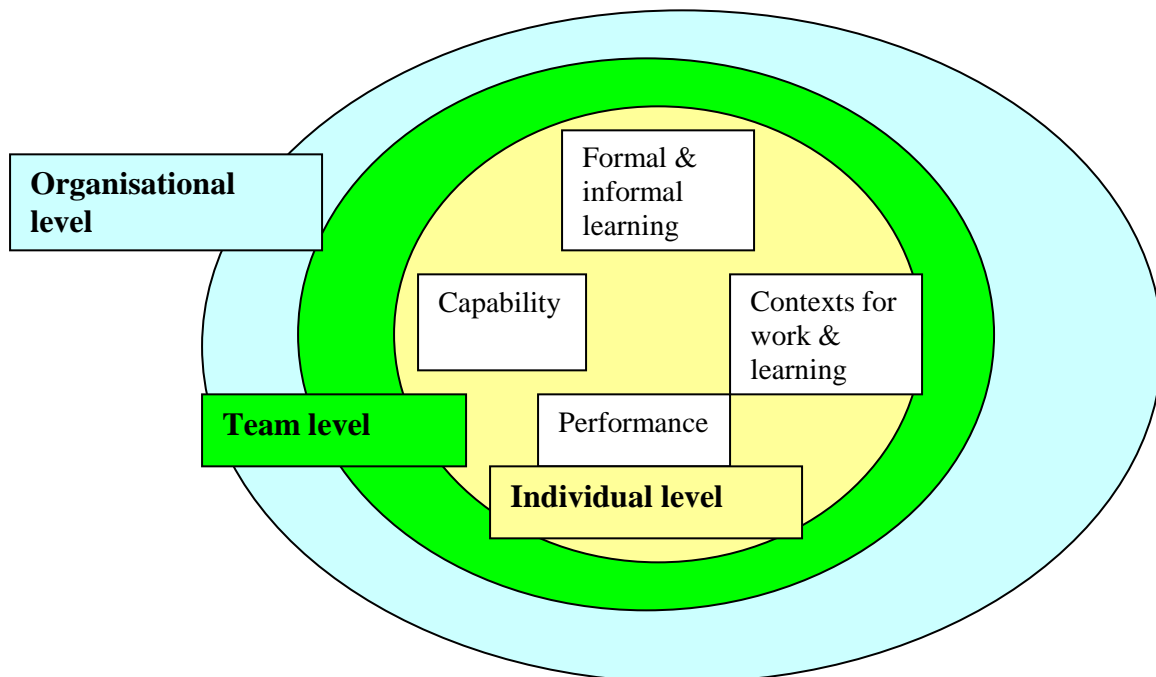 Formal &
informal
learning
Organisational
level
Capability
Contexts for
work &
learning
Team level
Performance
Individual level